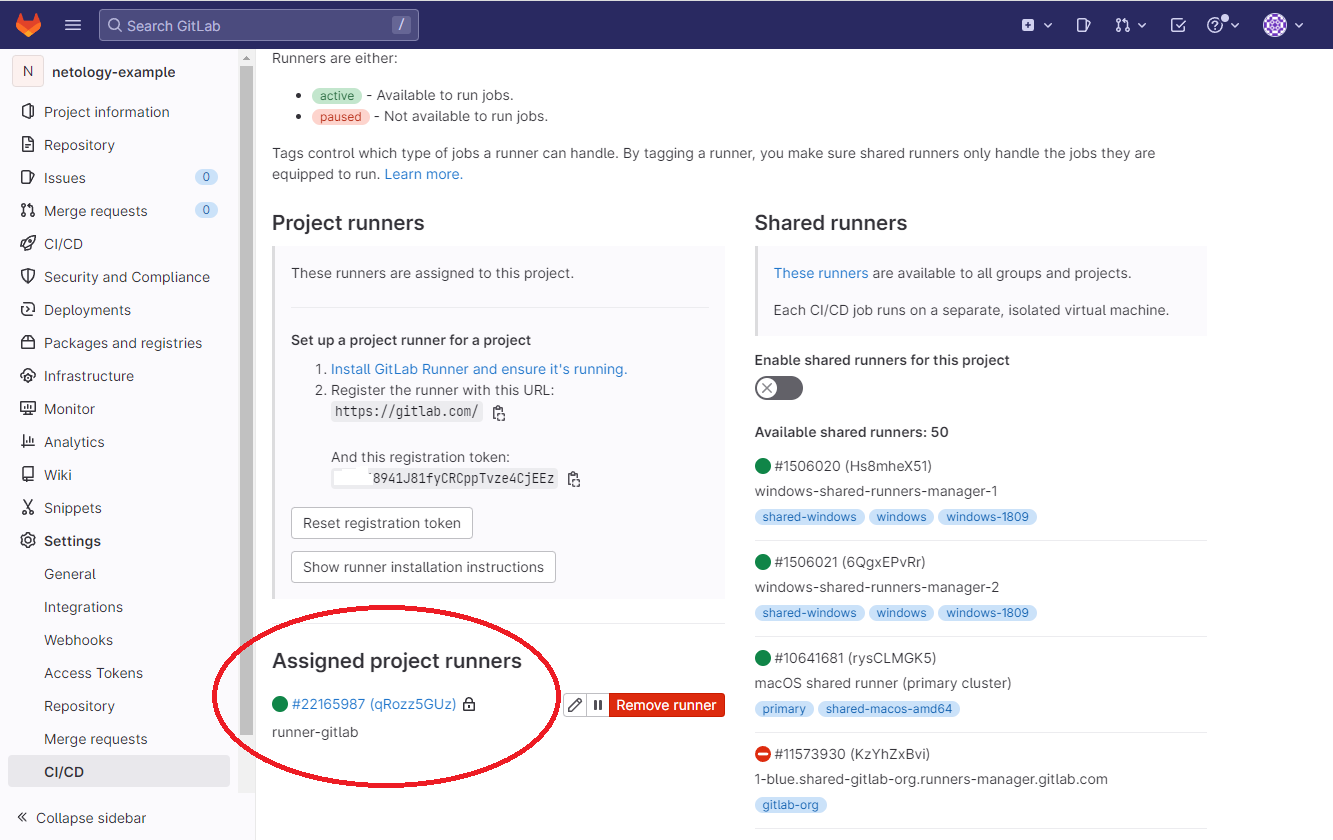 Search GitLab
/
N
netology-example
Project information
Repository
Issues
0
Merge requests
0
CI/CD
Security and Compliance
Deployments
Packages and registries
Infrastructure
Monitor
Analytics
Wiki
Snippets
Settings
General
Integrations
Webhooks
Access Tokens
Repository
Merge requests
CI/CD
Collapse sidebar
Runners are either:
active - Available to run jobs.
paused - Not available to run jobs.
Tags control which type of jobs a runner can handle. By tagging a runner, you make sure shared runners only handle the jobs they are
equipped to run. Learn more.
Project runners
These runners are assigned to this project.
Set up a project runner for a project
1. Install GitLab Runner and ensure it's running.
2. Register the runner with this URL:
https://gitlab.com/
And this registration token:
8941J81fyCRCppTvze4CjEEz
Reset registration token
Show runner installation instructions
Assigned project runners
#22165987 (qRozz5GUz)
Remove runner
runner-gitlab
Shared runners
These runners are available to all groups and projects.
Each CI/CD job runs on a separate, isolated virtual machine.
Enable shared runners for this project
Available shared runners: 50
#1506020 (Hs8mheX51)
windows-shared-runners-manager-1
shared-windows windows windows-1809
#1506021 (6QgxEPvRr)
windows-shared-runners-manager-2
shared-windows windows windows-1809
#10641681 (rysCLMGK5)
macOS shared runner (primary cluster)
primary shared-macos-amd64
#11573930 (KzYhZxBvi)
1-blue.shared-gitlab-org.runners-manager.gitlab.com
gitlab-org